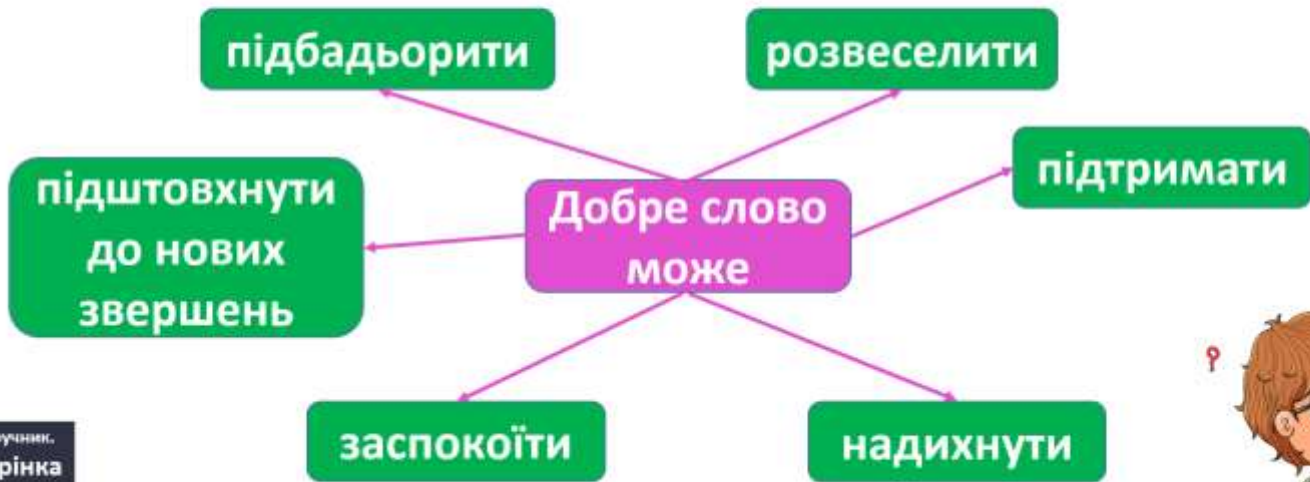 підбадьорити
розвеселити
підтримати
підштовхнути
до нових
звершень
Добре слово
може
заспокоїти
надихнути